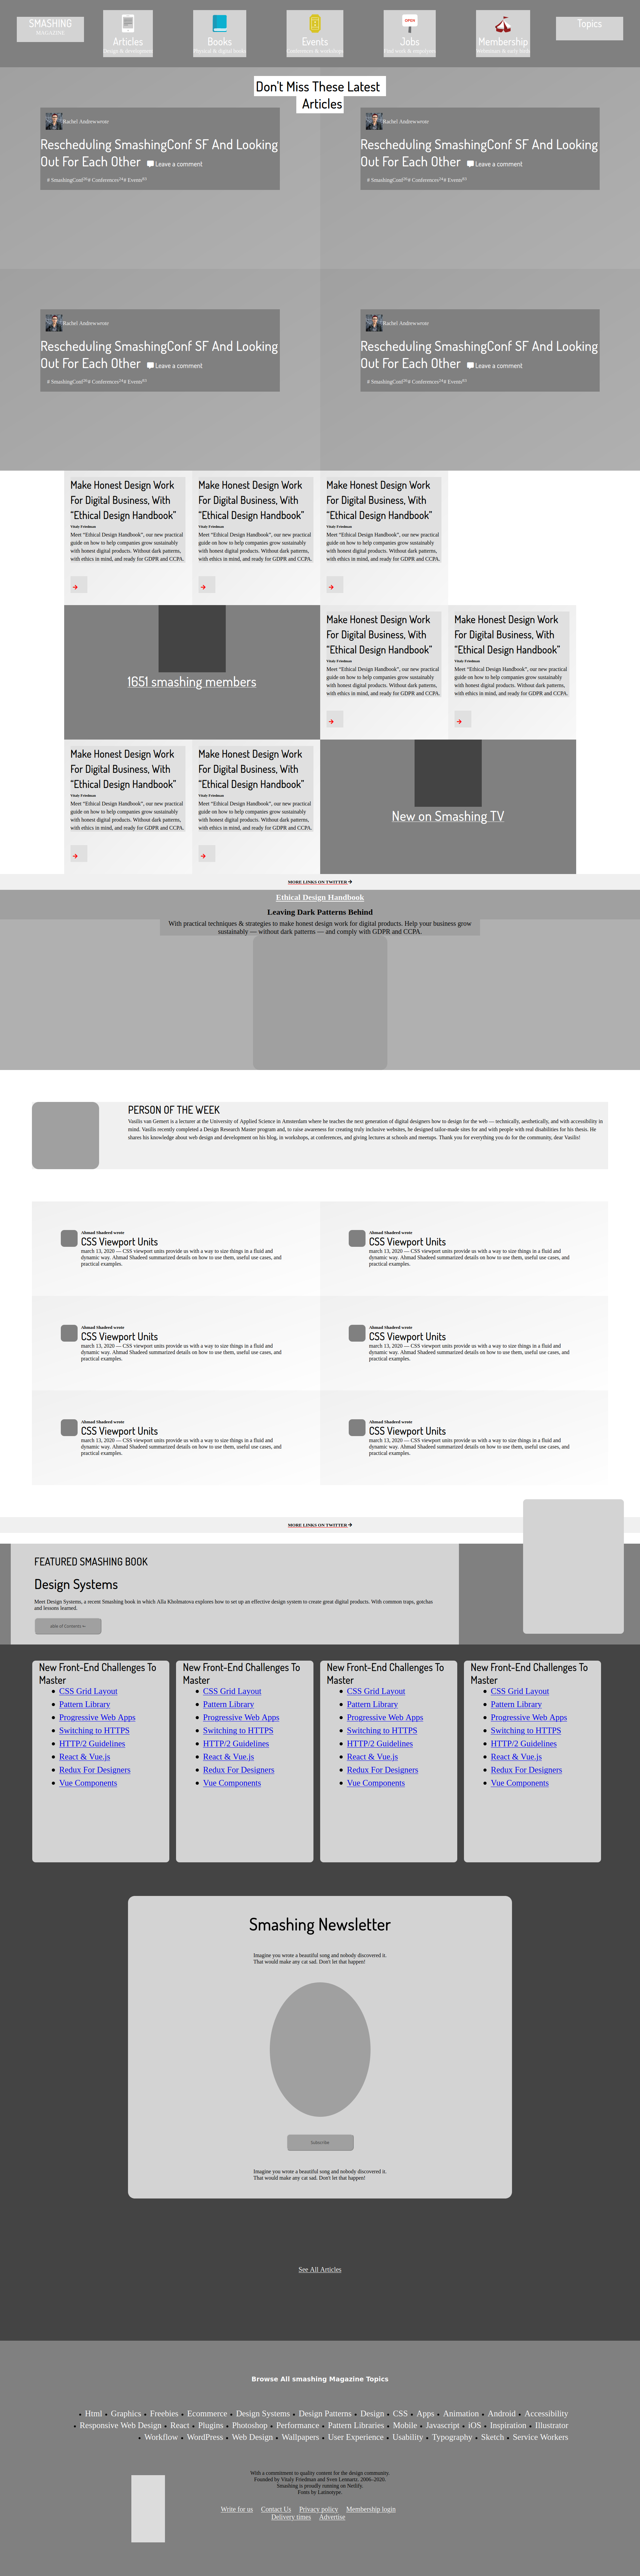 SMASHING
MAGAZINE
Articles
Design & development
Books
Physical & digital books
Events
Conferences & workshops
OPEN
Jobs
Find work & employees
Membership
Webinars & early birds
Topics
Don't Miss These Latest
Articles
Rachel Andrew wrote
Rescheduling SmashingConf SF And Looking
Out For Each Other Leave a comment
# SmashingConf # Conferences # Events
Rachel Andrew wrote
Rescheduling SmashingConf SF And Looking
Out For Each Other Leave a comment
# SmashingConf # Conferences # Events
Rachel Andrew wrote
Rescheduling SmashingConf SF And Looking
Out For Each Other Leave a comment
# SmashingConf # Conferences # Events
Rachel Andrew wrote
Rescheduling SmashingConf SF And Looking
Out For Each Other Leave a comment
# SmashingConf # Conferences # Events
Make Honest Design Work
For Digital Business, With
“Ethical Design Handbook”
Vitaly Friedman
Meet “Ethical Design Handbook”, our new practical
guide on how to help companies grow sustainably
with honest digital products. Without dark patterns,
with ethics in mind, and ready for GDPR and CCPA.
Make Honest Design Work
For Digital Business, With
“Ethical Design Handbook”
Vitaly Friedman
Meet “Ethical Design Handbook”, our new practical
guide on how to help companies grow sustainably
with honest digital products. Without dark patterns,
with ethics in mind, and ready for GDPR and CCPA.
Make Honest Design Work
For Digital Business, With
“Ethical Design Handbook”
Vitaly Friedman
Meet “Ethical Design Handbook”, our new practical
guide on how to help companies grow sustainably
with honest digital products. Without dark patterns,
with ethics in mind, and ready for GDPR and CCPA.
1651 smashing members
Make Honest Design Work
For Digital Business, With
“Ethical Design Handbook”
Vitaly Friedman
Meet “Ethical Design Handbook”, our new practical
guide on how to help companies grow sustainably
with honest digital products. Without dark patterns,
with ethics in mind, and ready for GDPR and CCPA.
Make Honest Design Work
For Digital Business, With
“Ethical Design Handbook”
Vitaly Friedman
Meet “Ethical Design Handbook”, our new practical
guide on how to help companies grow sustainably
with honest digital products. Without dark patterns,
with ethics in mind, and ready for GDPR and CCPA.
Make Honest Design Work
For Digital Business, With
“Ethical Design Handbook”
Vitaly Friedman
Meet “Ethical Design Handbook”, our new practical
guide on how to help companies grow sustainably
with honest digital products. Without dark patterns,
with ethics in mind, and ready for GDPR and CCPA.
Make Honest Design Work
For Digital Business, With
“Ethical Design Handbook”
Vitaly Friedman
Meet “Ethical Design Handbook”, our new practical
guide on how to help companies grow sustainably
with honest digital products. Without dark patterns,
with ethics in mind, and ready for GDPR and CCPA.
New on Smashing TV
MORE LINKS ON TWITTER
Ethical Design Handbook
Leaving Dark Patterns Behind
With practical techniques & strategies to make honest design work for digital products. Help your business grow
sustainably — without dark patterns — and comply with GDPR and CCPA.
PERSON OF THE WEEK
Vasilis van Gemert is a lecturer at the University of Applied Science in Amsterdam where he teaches the next generation of digital designers how to design for the web — technically, aesthetically, and with accessibility in
mind. Vasilis recently completed a Design Research Master program and, to raise awareness for creating truly inclusive websites, he designed tailor-made sites for and with people with real disabilities for his thesis. He
shares his knowledge about web design and development on his blog, in workshops, at conferences, and giving lectures at schools and meetups. Thank you for everything you do for the community, dear Vasilis!
Ahmad Shadeed wrote
CSS Viewport Units
march 13, 2020 — CSS viewport units provide us with a way to size things in a fluid and
dynamic way. Ahmad Shadeed summarized details on how to use them, useful use cases, and
practical examples.
Ahmad Shadeed wrote
CSS Viewport Units
march 13, 2020 — CSS viewport units provide us with a way to size things in a fluid and
dynamic way. Ahmad Shadeed summarized details on how to use them, useful use cases, and
practical examples.
Ahmad Shadeed wrote
CSS Viewport Units
march 13, 2020 — CSS viewport units provide us with a way to size things in a fluid and
dynamic way. Ahmad Shadeed summarized details on how to use them, useful use cases, and
practical examples.
Ahmad Shadeed wrote
CSS Viewport Units
march 13, 2020 — CSS viewport units provide us with a way to size things in a fluid and
dynamic way. Ahmad Shadeed summarized details on how to use them, useful use cases, and
practical examples.
Ahmad Shadeed wrote
CSS Viewport Units
march 13, 2020 — CSS viewport units provide us with a way to size things in a fluid and
dynamic way. Ahmad Shadeed summarized details on how to use them, useful use cases, and
practical examples.
Ahmad Shadeed wrote
CSS Viewport Units
march 13, 2020 — CSS viewport units provide us with a way to size things in a fluid and
dynamic way. Ahmad Shadeed summarized details on how to use them, useful use cases, and
practical examples.
MORE LINKS ON TWITTER
FEATURED SMASHING BOOK
Design Systems
Meet Design Systems, a recent Smashing book in which Alla Kholmatova explores how to set up an effective design system to create great digital products. With common traps, gotchas
and lessons learned.
able of Contents
New Front-End Challenges To
Master
CSS Grid Layout
Pattern Library
Progressive Web Apps
Switching to HTTPS
HTTP/2 Guidelines
React & Vue.js
Redux For Designers
Vue Components
New Front-End Challenges To
Master
CSS Grid Layout
Pattern Library
Progressive Web Apps
Switching to HTTPS
HTTP/2 Guidelines
React & Vue.js
Redux For Designers
Vue Components
New Front-End Challenges To
Master
CSS Grid Layout
Pattern Library
Progressive Web Apps
Switching to HTTPS
HTTP/2 Guidelines
React & Vue.js
Redux For Designers
Vue Components
New Front-End Challenges To
Master
CSS Grid Layout
Pattern Library
Progressive Web Apps
Switching to HTTPS
HTTP/2 Guidelines
React & Vue.js
Redux For Designers
Vue Components
Smashing Newsletter
Imagine you wrote a beautiful song and nobody discovered it.
That would make any cat sad. Don't let that happen!
Subscribe
Imagine you wrote a beautiful song and nobody discovered it.
That would make any cat sad. Don't let that happen!
See All Articles
Browse All smashing Magazine Topics
Html • Graphics • Freebies • Ecommerce • Design Systems • Design Patterns • Design • CSS • Apps • Animation • Android • Accessibility
• Responsive Web Design • React • Plugins • Photoshop • Performance • Pattern Libraries • Mobile • Javascript • iOS • Inspiration • Illustrator
• Workflow • WordPress • Web Design • Wallpapers • User Experience • Usability • Typography • Sketch • Service Workers
With a commitment to quality content for the design community.
Founded by Vitaly Friedman and Sven Lennartz. 2006-2020.
Smashing is proudly running on Netlify.
Fonts by Latinotype.
Write for us Contact Us Privacy policy Membership login
Delivery times Advertise